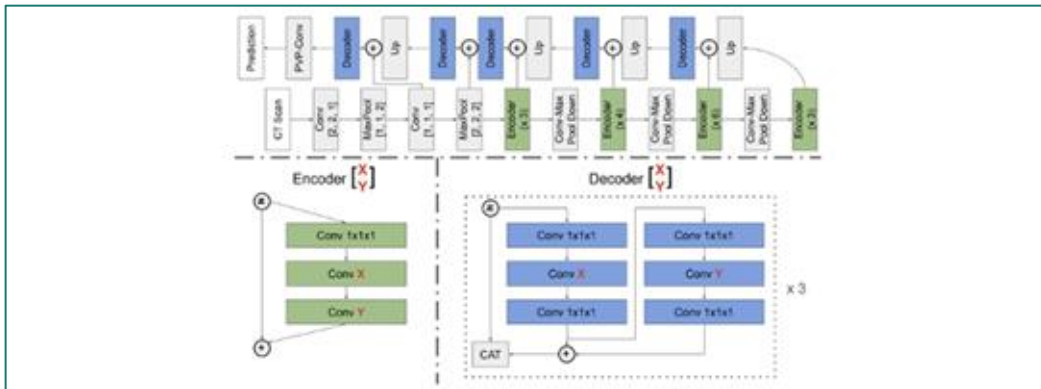 Prediction
PVP-Conv
Decoder
Up
Decoder
Decoder
Up
Decoder
Up
Decoder
Up
CT Scan
Conv
[2, 2, 1]
MaxPool
[1, 1, 2]
Conv
[1, 1, 1]
MaxPool
[2, 2, 2]
Encoder
(x 3)
Conv-Max
Pool Down
Encoder
(x 4)
Conv-Max
Pool Down
Encoder
(x 6)
Conv-Max
Pool Down
Encoder
(x 3)
Encoder [X Y]
Decoder [X Y]
Conv 1x1x1
Conv X
Conv Y
Conv 1x1x1
Conv 1x1x1
Conv X
Conv Y
Conv 1x1x1
Conv 1x1x1
x 3
CAT